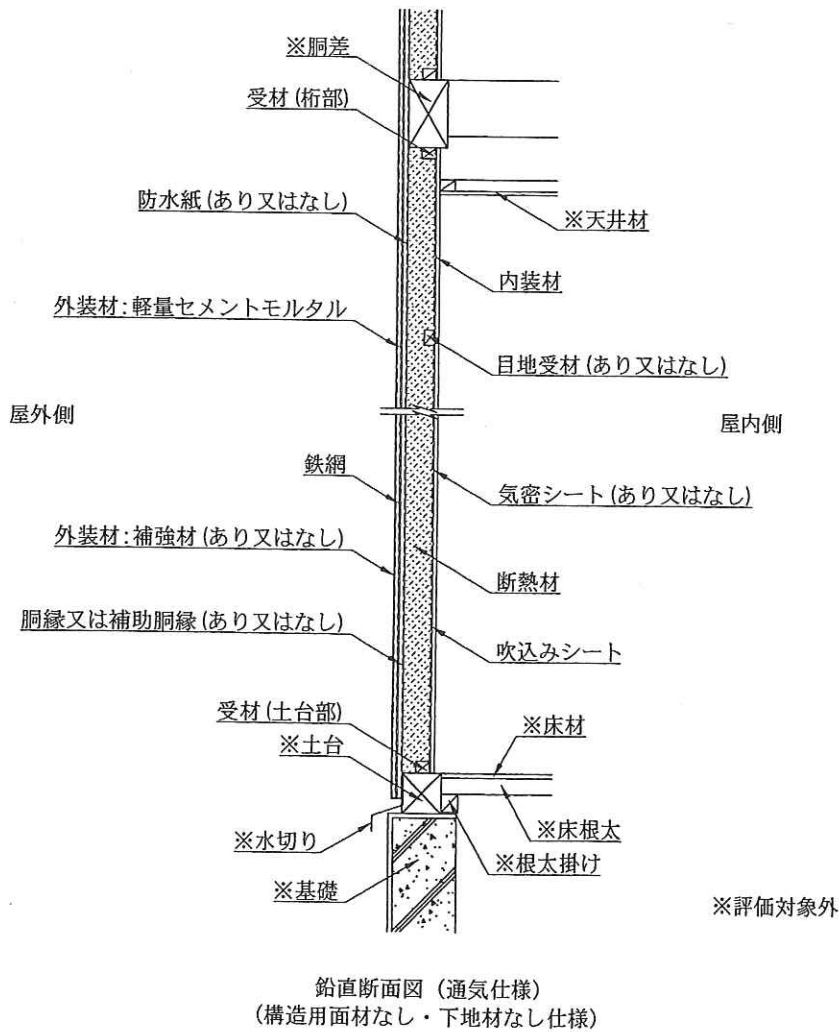 ※胴差
受材(桁部)
防水紙(あり又はなし)
※天井材
内装材
外装材:軽量セメントモルタル
目地受材(あり又はなし)
屋外側
屋内側
鉄網
気密シート(あり又はなし)
外装材:補強材(あり又はなし)
断熱材
胴縁又は補助胴縁(あり又はなし)
吹込みシート
受材(土台部)
※床材
※土台
※床根太
※水切り
※根太掛け
※基礎
※評価対象外
鉛直断面図(通気仕様)
(構造用面材なし・下地材なし仕様)